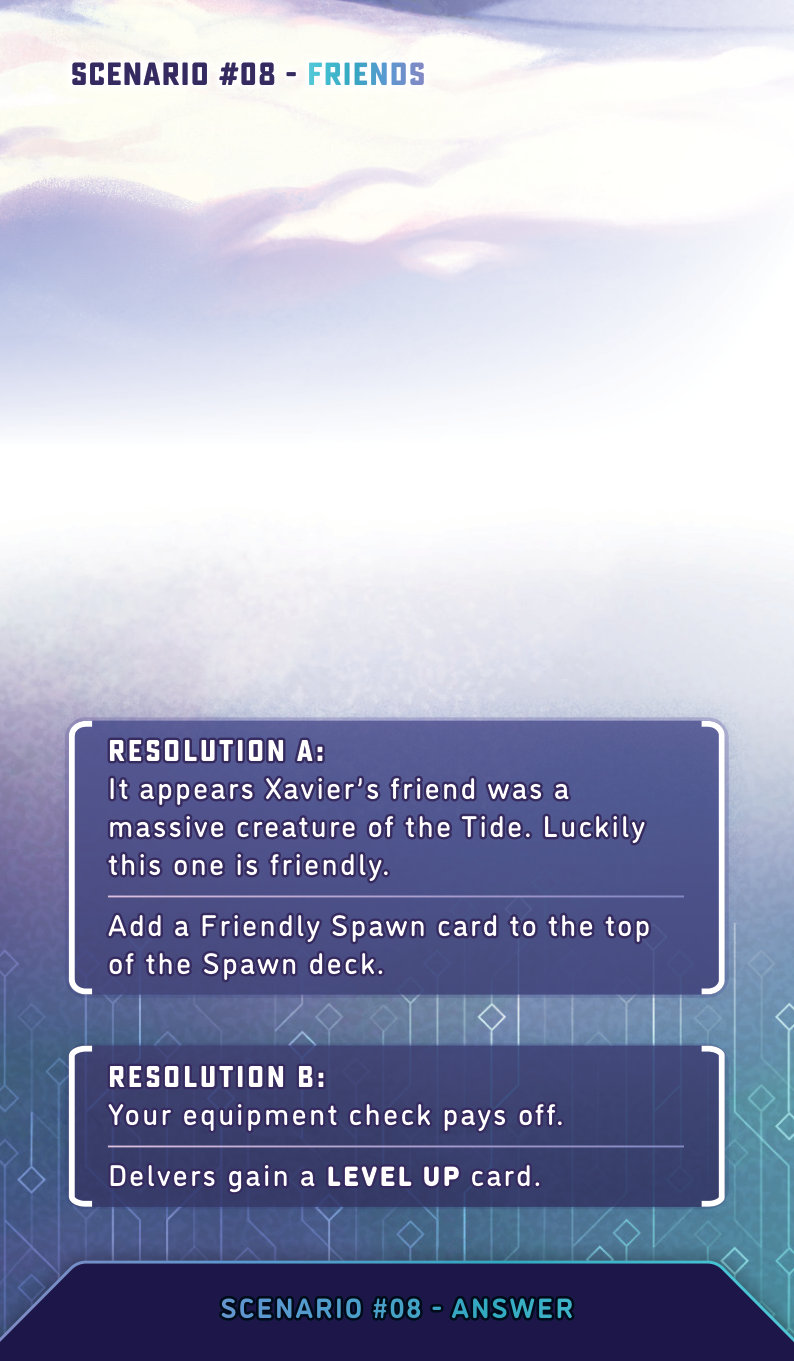 SCENARIO #08 - FRIENDS
RESOLUTION A:
It appears Xavier's friend was a
massive creature of the Tide. Luckily
this one is friendly.
Add a Friendly Spawn card to the top
of the Spawn deck.
RESOLUTION B:
Your equipment check pays off.
Delvers gain a LEVEL UP card.
SCENARIO #08 - ANSWER